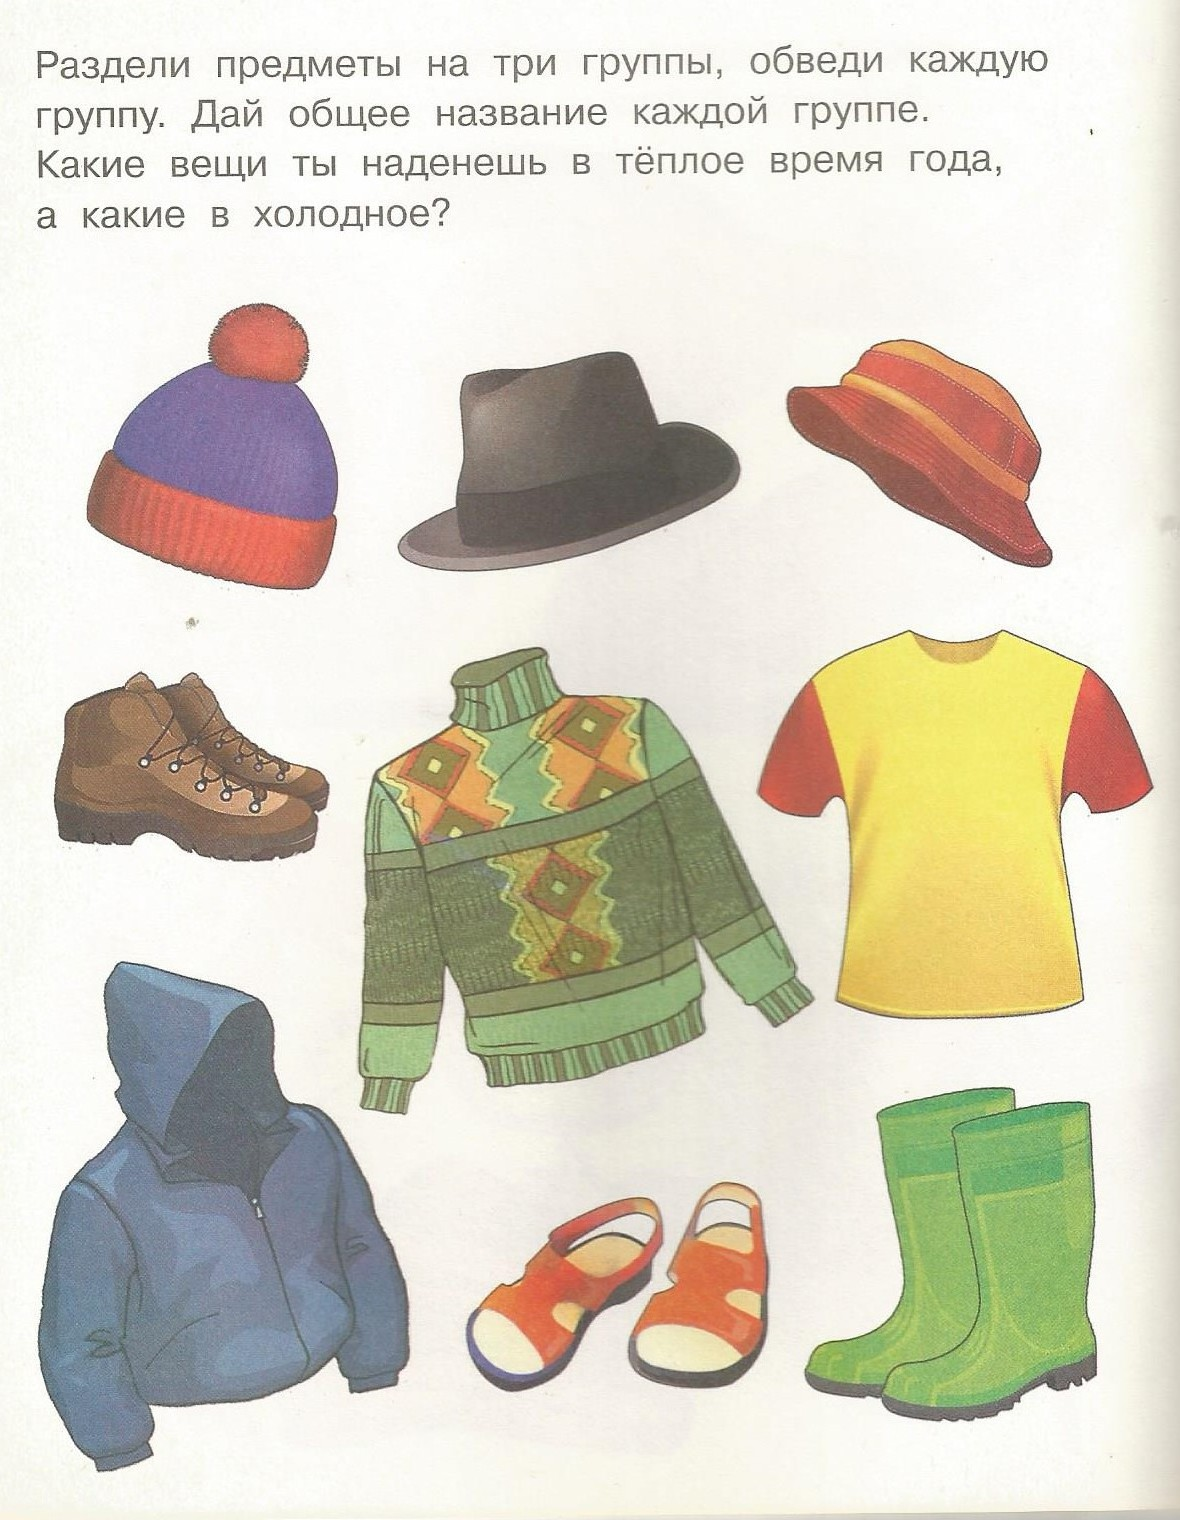 Раздели предметы на три группы, обведи каждую
группу. Дай общее название каждой группе.
Какие вещи ты наденешь в тёплое время года,
а какие в холодное?